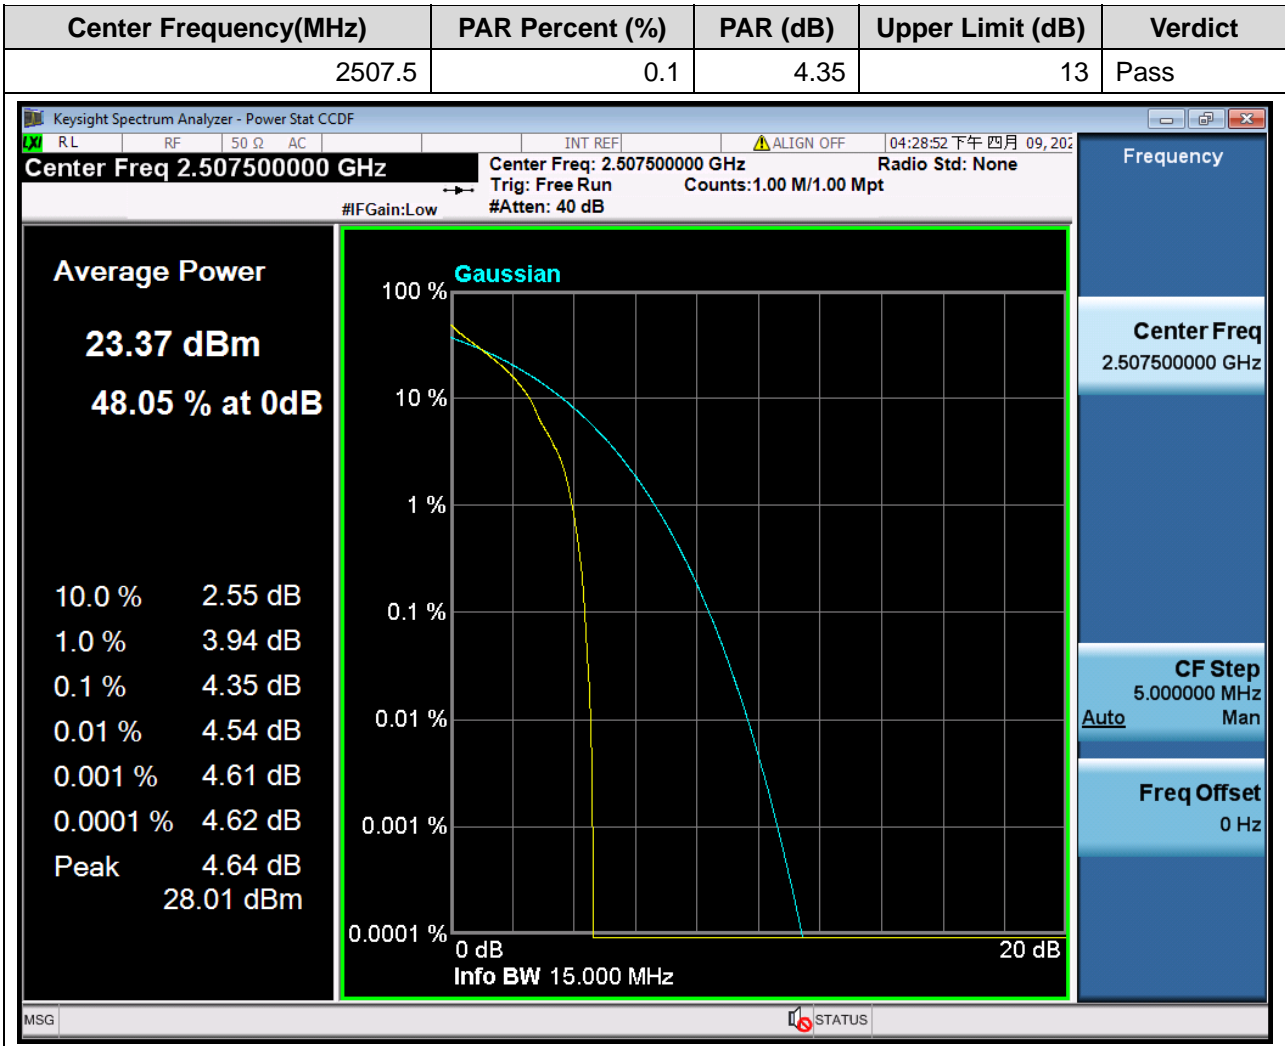 Center Frequency(MHz) PAR Percent (%) PAR (dB) Upper Limit (dB) Verdict
2507.5 0.1 4.35 13 Pass
Keysight Spectrum Analyzer - Power Stat CCDF
LXI RL RF 50 Ω AC INT REF ALIGN OFF 04:28:52 下午 四月 09, 202
Center Freq 2.507500000 GHz
Center Freq: 2.507500000 GHz Radio Std: None
Trig: Free Run Counts:1.00 M/1.00 Mpt
#IFGain:Low #Atten: 40 dB
Frequency
Average Power
23.37 dBm
48.05 % at 0dB
10.0 % 2.55 dB
1.0 % 3.94 dB
0.1 % 4.35 dB
0.01 % 4.54 dB
0.001 % 4.61 dB
0.0001 % 4.62 dB
Peak 4.64 dB
28.01 dBm
Gaussian
100 %
10 %
1 %
0.1 %
0.01 %
0.001 %
0.0001 %
0 dB 20 dB
Info BW 15.000 MHz
Center Freq
2.507500000 GHz
CF Step
5.000000 MHz
Auto Man
Freq Offset
0 Hz
MSG STATUS